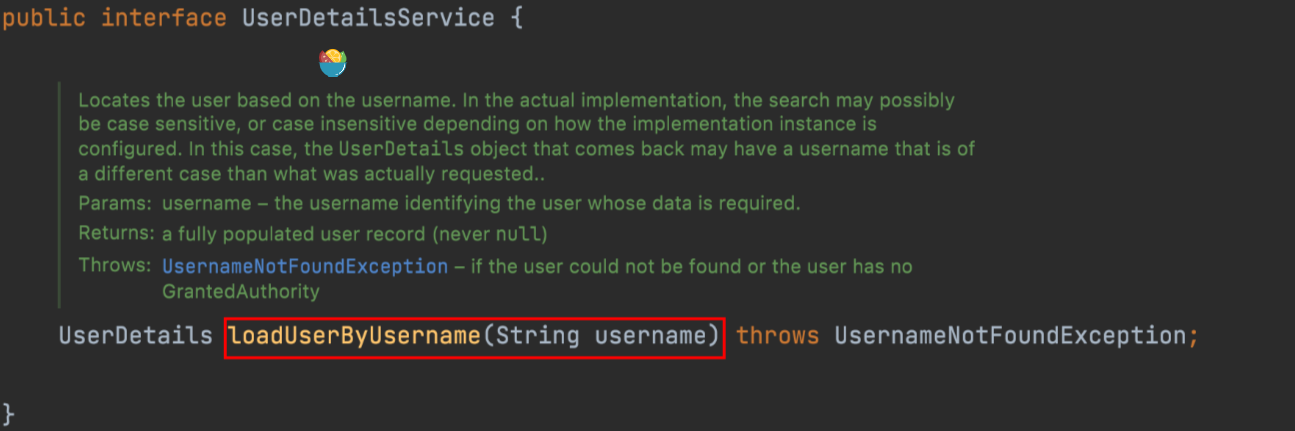 public interface UserDetailsService {
Locates the user based on the username. In the actual implementation, the search may possibly
be case sensitive, or case insensitive depending on how the implementation instance is
configured. In this case, the UserDetails object that comes back may have a username that is of
a different case than what was actually requested..
Params: username – the username identifying the user whose data is required.
Returns: a fully populated user record (never null)
Throws: UsernameNotFoundException – if the user could not be found or the user has no
GrantedAuthority
UserDetails loadUserByUsername(String username) throws UsernameNotFoundException;
}